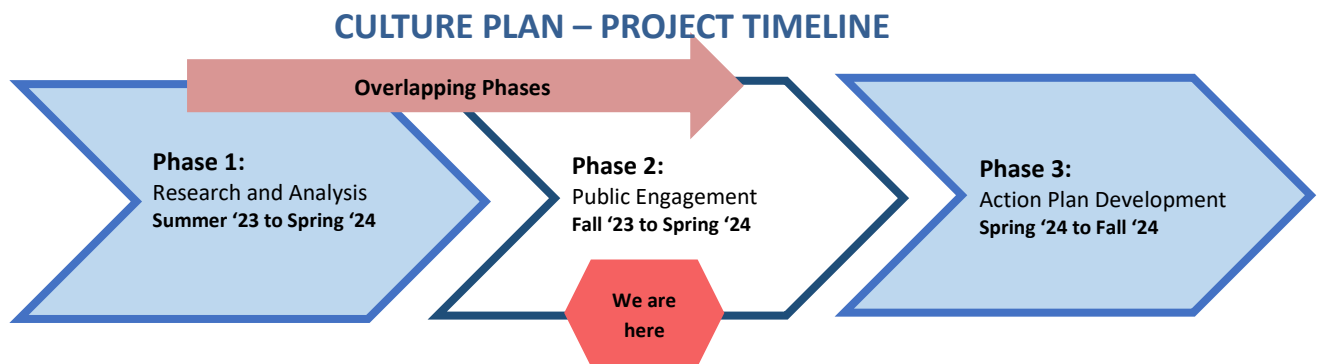 CULTURE PLAN – PROJECT TIMELINE
Overlapping Phases
Phase 1:
Research and Analysis
Summer ‘23 to Spring ‘24
Phase 2:
Public Engagement
Fall ‘23 to Spring ‘24
We are
here
Phase 3:
Action Plan Development
Spring ‘24 to Fall ‘24